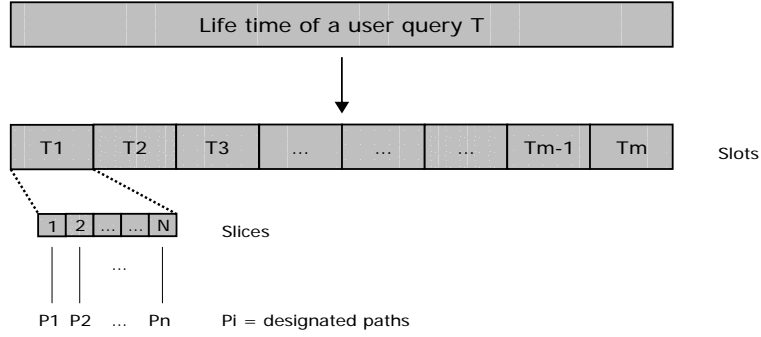 Life time of a user query T
T1 T2 T3 ... ... ... Tm-1 Tm
Slots
1 2 ... ... N
Slices
...
P1 P2 ... Pn Pi = designated paths